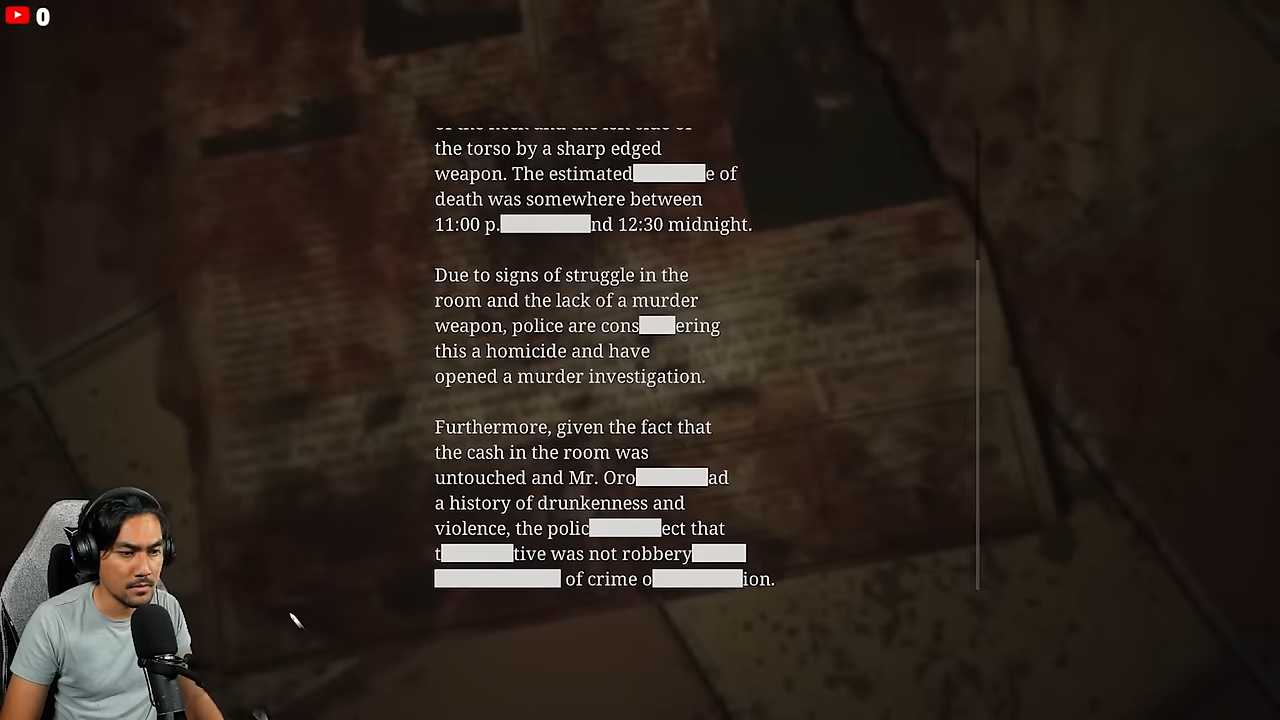 0
the torso by a sharp edged
weapon. The estimated e of
death was somewhere between
11:00 p. nd 12:30 midnight.
Due to signs of struggle in the
room and the lack of a murder
weapon, police are cons ering
this a homicide and have
opened a murder investigation.
Furthermore, given the fact that
the cash in the room was
untouched and Mr. Oro ad
a history of drunkenness and
violence, the polic ect that
t tive was not robbery
of crime o ion.